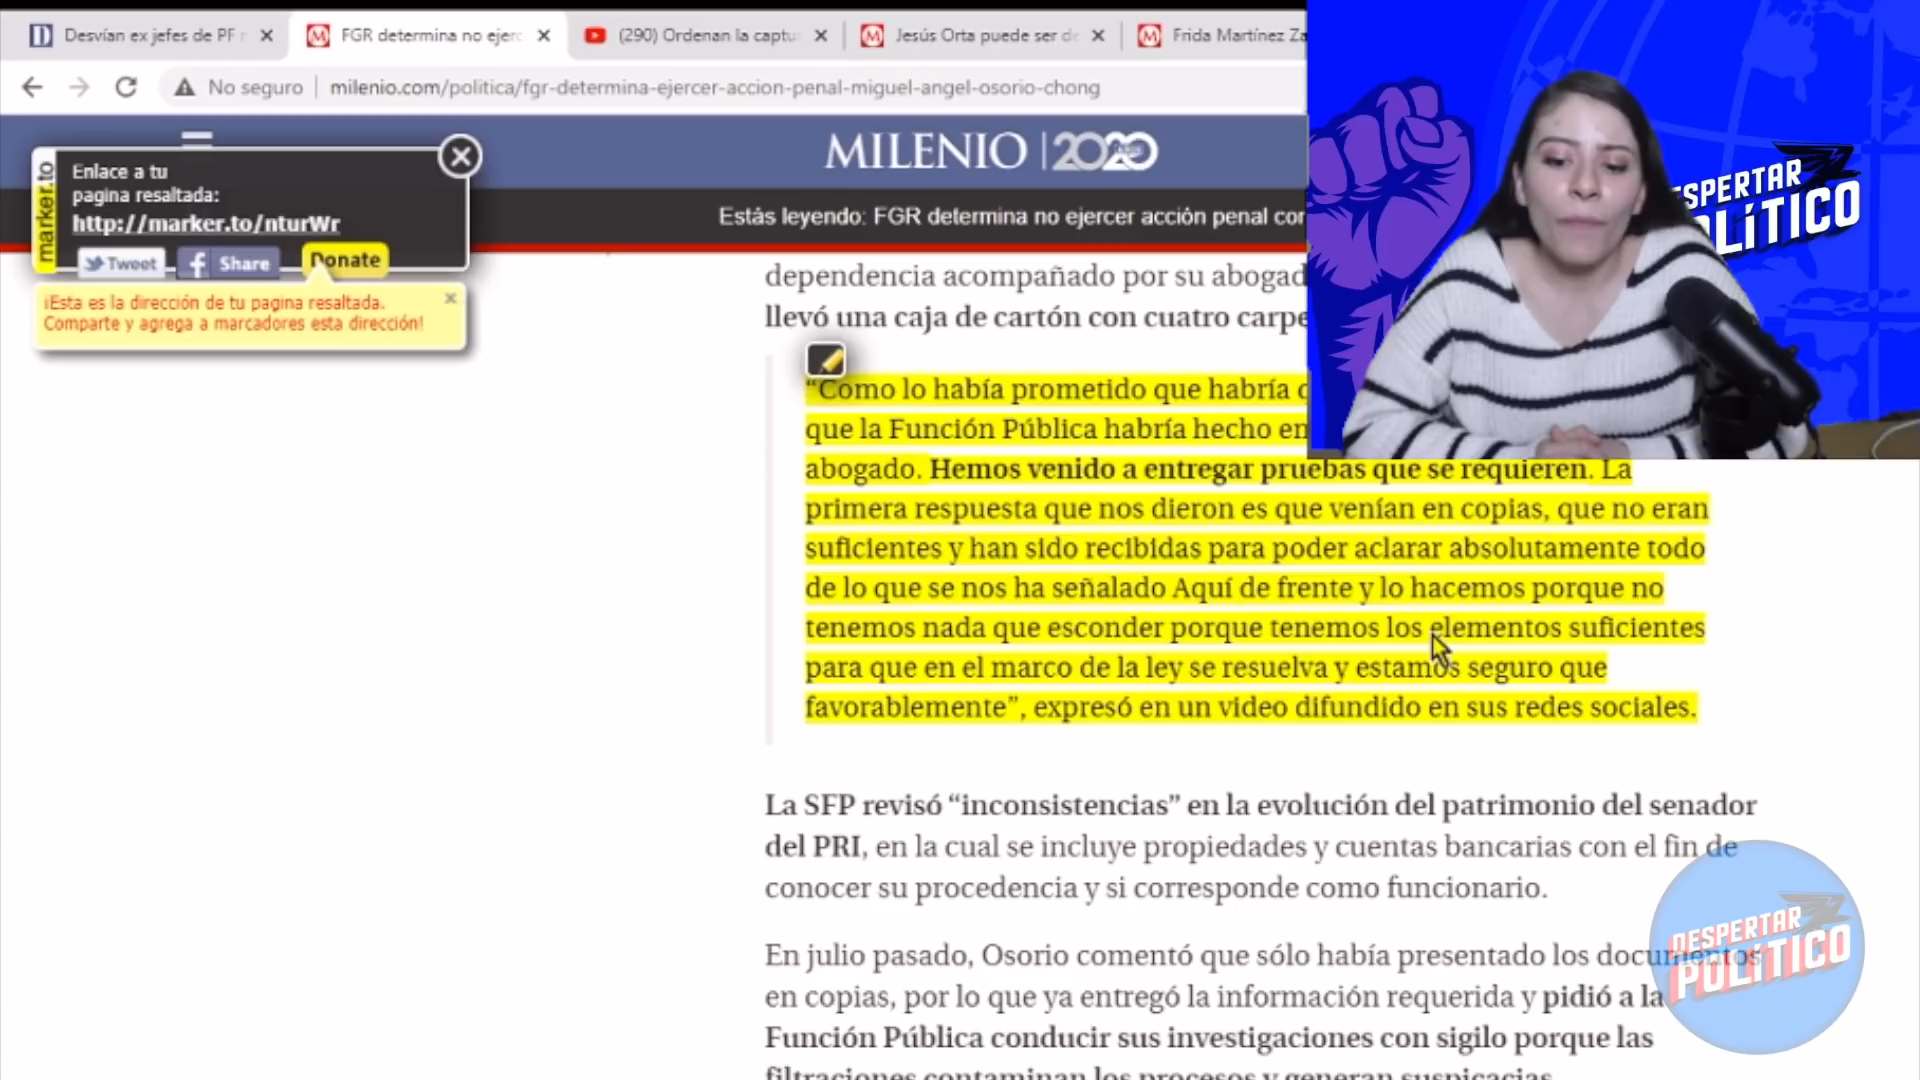 Desvían ex jefes de PF
FGR determina no ejerc
(290) Ordenan la captu
Jesús Orta puede ser d
Frida Martínez Za
No seguro
milenio.com/politica/fgr-determina-ejercer-accion-penal-miguel-angel-osorio-chong
MILENIO | 2020
Estás leyendo: FGR determina no ejercer acción penal con
marker.to
Enlace a tu
pagina resaltada:
http://marker.to/nturWr
Tweet
Share
Donate
¡Esta es la dirección de tu pagina resaltada.
Comparte y agrega a marcadores esta dirección!
DESPERTAR
POLÍTICO
dependencia acompañado por su abogad
llevó una caja de cartón con cuatro carpe
“Como lo había prometido que habría
que la Función Pública habría hecho en
abogado. Hemos venido a entregar pruebas que se requieren. La
primera respuesta que nos dieron es que venían en copias, que no eran
suficientes y han sido recibidas para poder aclarar absolutamente todo
de lo que se nos ha señalado Aquí de frente y lo hacemos porque no
tenemos nada que esconder porque tenemos los elementos suficientes
para que en el marco de la ley se resuelva y estamos seguro que
favorablemente”, expresó en un video difundido en sus redes sociales.
La SFP revisó “inconsistencias” en la evolución del patrimonio del senador
del PRI, en la cual se incluye propiedades y cuentas bancarias con el fin de
conocer su procedencia y si corresponde como funcionario.
En julio pasado, Osorio comentó que sólo había presentado los documentos
en copias, por lo que ya entregó la información requerida y pidió a la
Función Pública conducir sus investigaciones con sigilo porque las
filtraciones contaminan los procesos y generan suspicacias
DESPERTAR
POLÍTICO